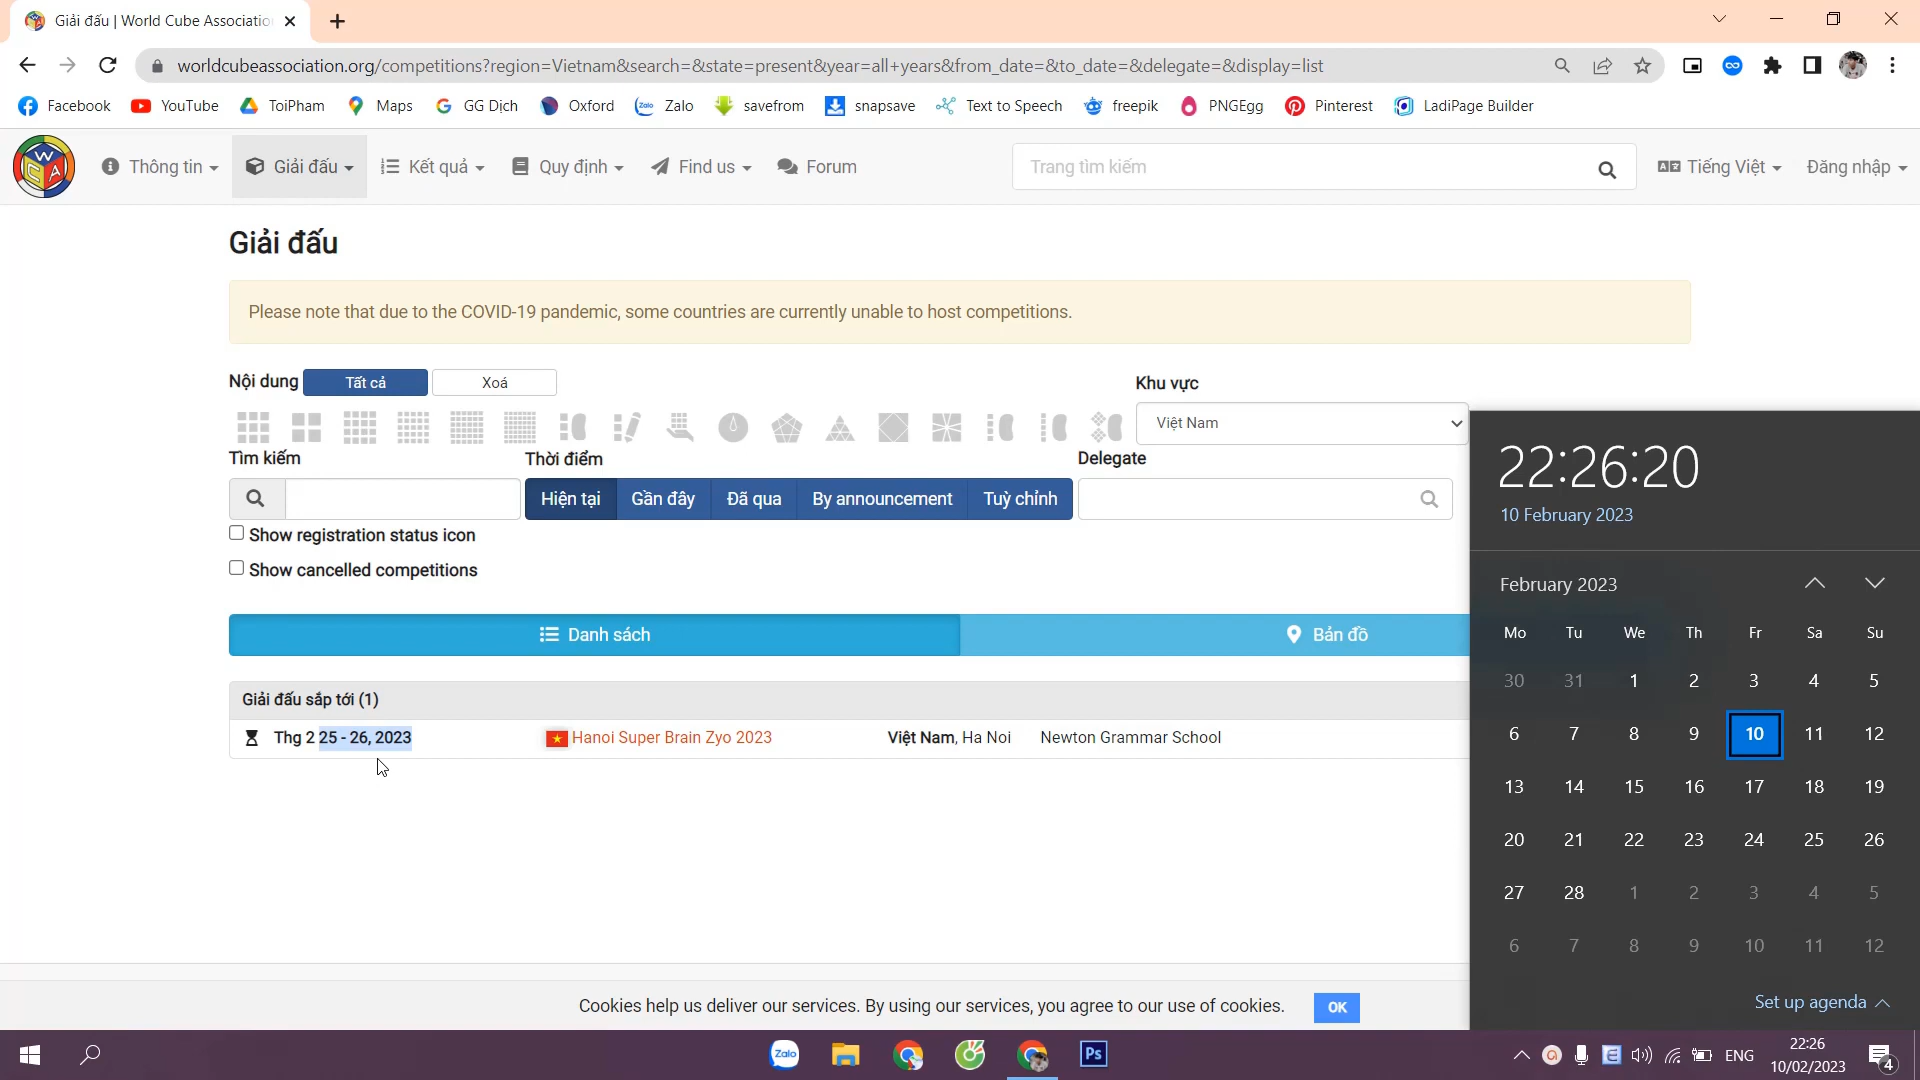 Giải đấu | World Cube Associatio
worldcubeassociation.org/competitions?region=Vietnam&search=&state=present&year=all+years&from_date=&to_date=&delegate=&display=list
Facebook YouTube ToiPham Maps GG Dịch Oxford Zalo savefrom snapsave Text to Speech freepik PNGEgg Pinterest LadiPage Builder
WCA Thông tin Giải đấu Kết quả Quy định Find us Forum Trang tìm kiếm Tiếng Việt Đăng nhập
Giải đấu
Please note that due to the COVID-19 pandemic, some countries are currently unable to host competitions.
Nội dung Tất cả Xoá Khu vực
Việt Nam
Tìm kiếm Thời điểm Delegate
Hiện tại Gần đây Đã qua By announcement Tuỳ chỉnh
Show registration status icon
Show cancelled competitions
Danh sách Bản đồ
Giải đấu sắp tới (1)
Thg 2 25 - 26, 2023 Hanoi Super Brain Zyo 2023 Việt Nam, Ha Noi Newton Grammar School
22:26:20
10 February 2023
February 2023
Mo Tu We Th Fr Sa Su
30 31 1 2 3 4 5
6 7 8 9 10 11 12
13 14 15 16 17 18 19
20 21 22 23 24 25 26
27 28 1 2 3 4 5
6 7 8 9 10 11 12
Set up agenda
Cookies help us deliver our services. By using our services, you agree to our use of cookies. OK
Zalo Ps ENG 22:26
10/02/2023 4